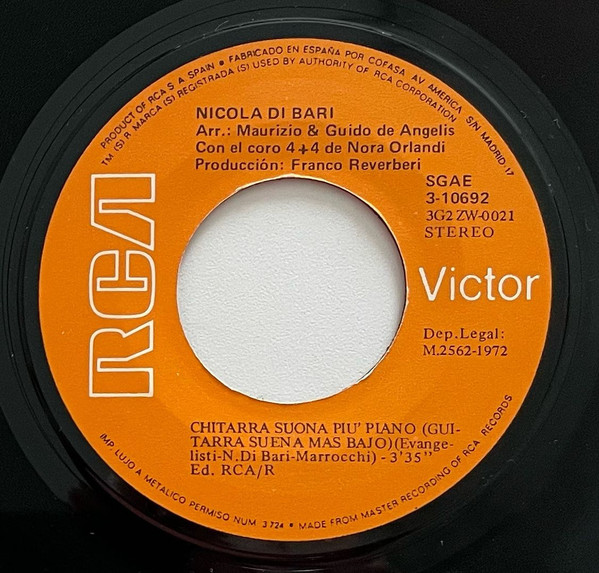 PRODUCT OF RCA S. A. SPAIN • FABRICADO EN ESPAÑA POR COFASA, AV. AMERICA, S/N MADRID-17
TM (S) R. MARCA (S) REGISTRADA (S) USED BY AUTHORITY OF RCA CORPORATION
NICOLA DI BARI
Arr.: Maurizio & Guido de Angelis
Con el coro 4+4 de Nora Orlandi
Producción: Franco Reverberi
SGAE
3-10692
3G2 ZW-0021
STEREO
RCA
Victor
Dep.Legal:
M.2562-1972
CHITARRA SUONA PIU' PIANO (GUI-
TARRA SUENA MAS BAJO)(Evange-
listi-N.Di Bari-Marrocchi) - 3'35''
Ed. RCA/R
IMP. LUJO A METALICO PERMISO NUM 3724 • MADE FROM MASTER RECORDING OF RCA RECORDS